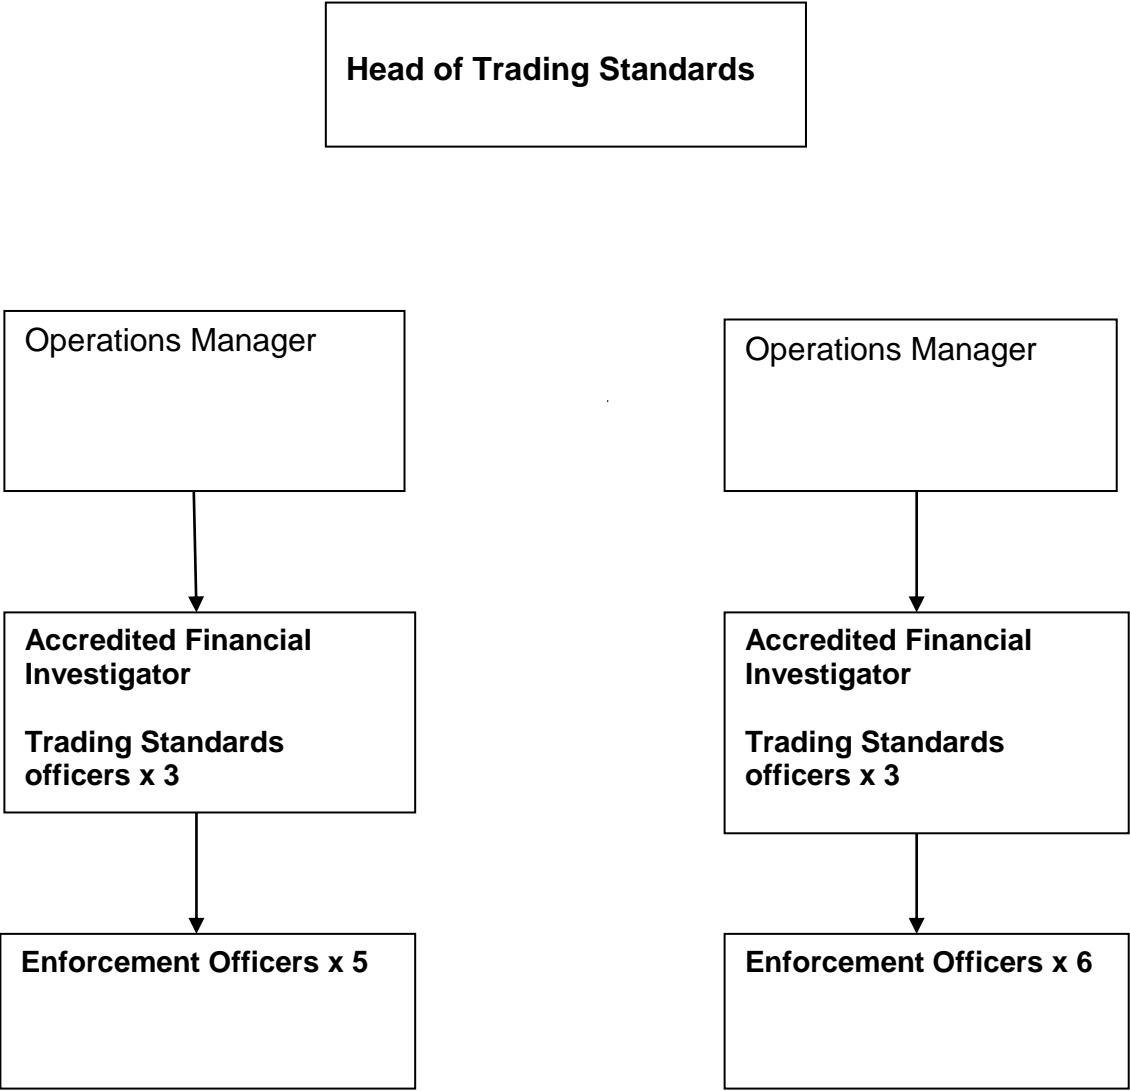 Head of Trading Standards
Operations Manager
Operations Manager
Accredited Financial
Investigator
Trading Standards
officers x 3
Accredited Financial
Investigator
Trading Standards
officers x 3
Enforcement Officers x 5
Enforcement Officers x 6